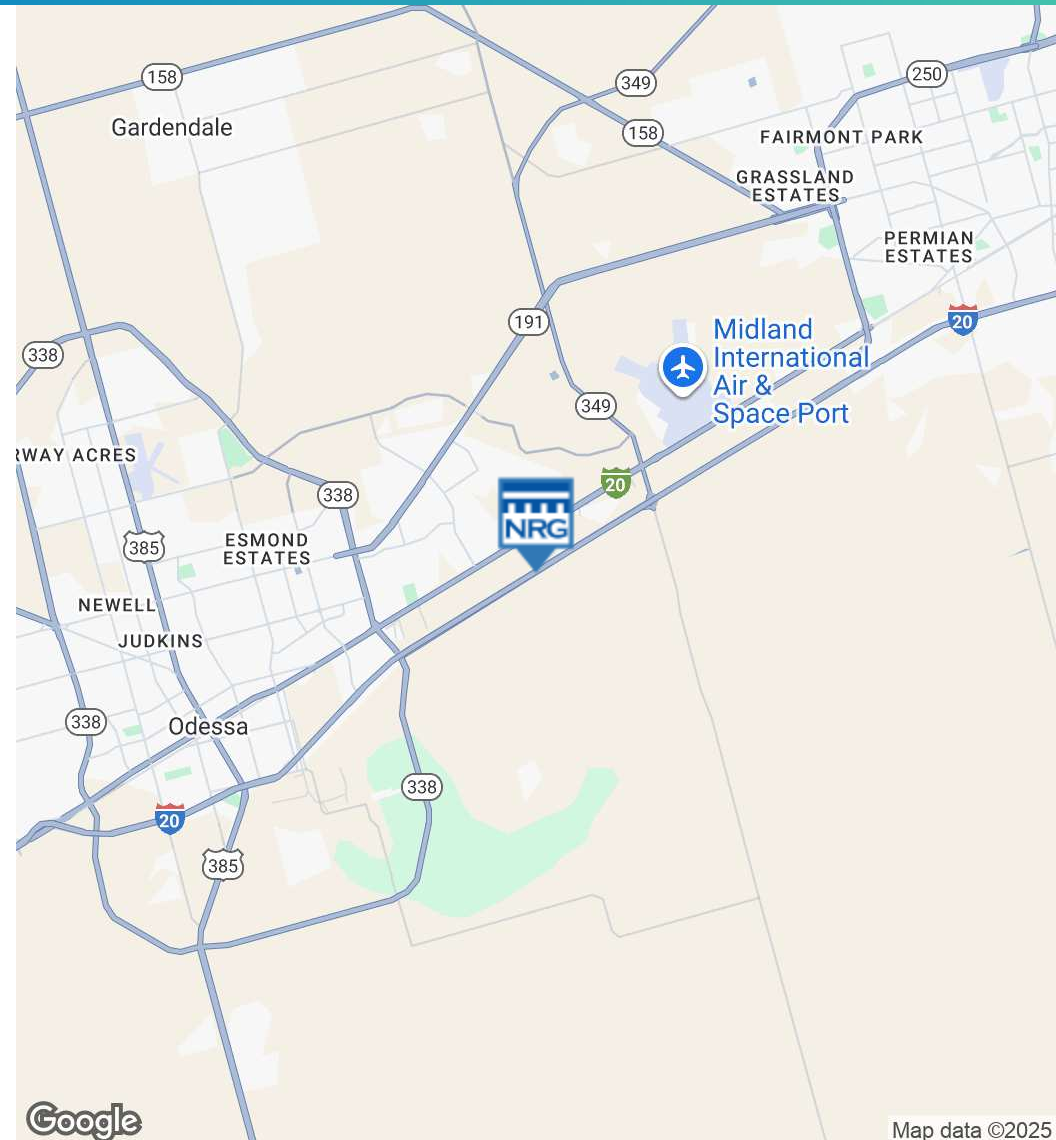 158
349
250
Gardendale
158
FAIRMONT PARK
GRASSLAND
ESTATES
PERMIAN
ESTATES
191
20
338
Midland
International
Air &
Space Port
349
RWAY ACRES
338
20
NRG
385
ESMOND
ESTATES
NEWELL
JUDKINS
338
Odessa
338
20
385
Google
Map data ©2025